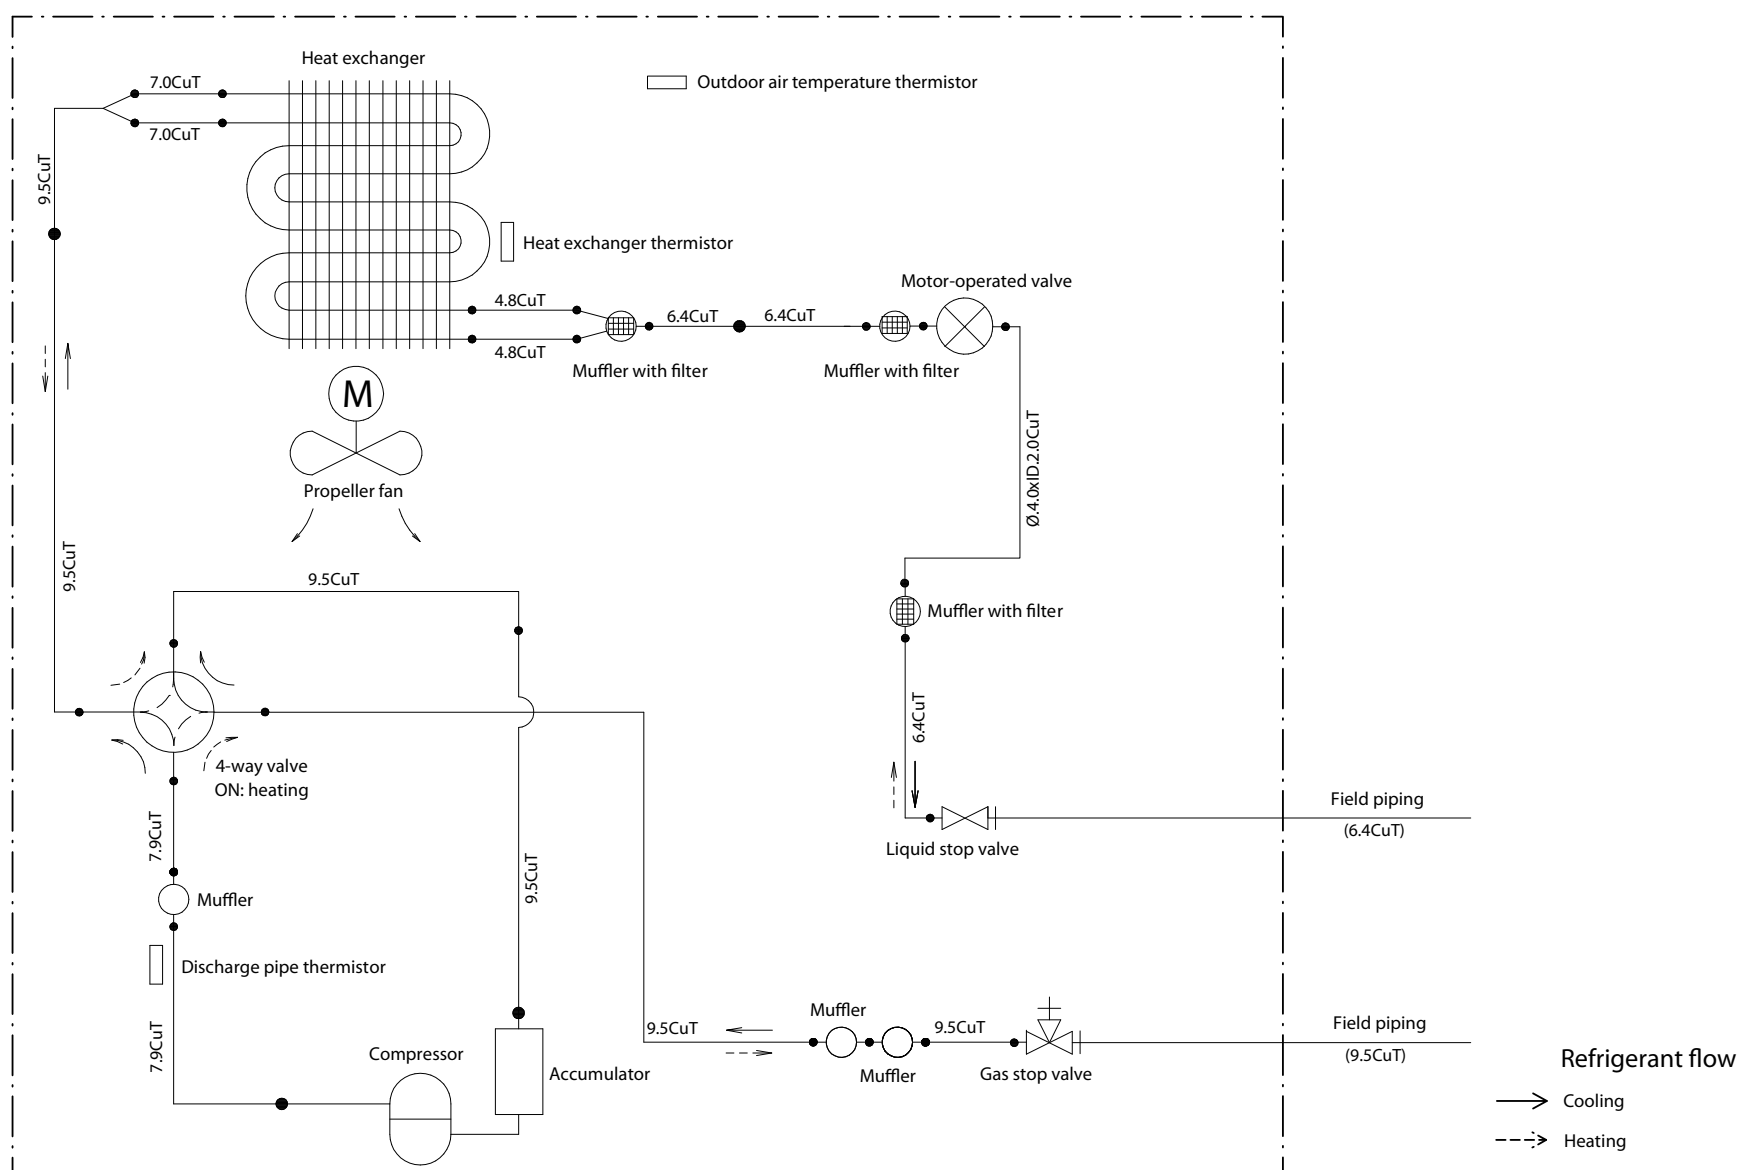 Heat exchanger
7.0CuT
Outdoor air temperature thermistor
7.0CuT
9.5CuT
Heat exchanger thermistor
Motor-operated valve
4.8CuT
6.4CuT
6.4CuT
4.8CuT
Muffler with filter
Muffler with filter
M
Ø.4.0xID.2.0CuT
Propeller fan
9.5CuT
9.5CuT
Muffler with filter
6.4CuT
4-way valve
ON: heating
Field piping
(6.4CuT)
7.9CuT
Liquid stop valve
9.5CuT
Muffler
Discharge pipe thermistor
Muffler
9.5CuT
9.5CuT
Field piping
(9.5CuT)
7.9CuT
Compressor
Accumulator
Muffler
Gas stop valve
Refrigerant flow
Cooling
Heating